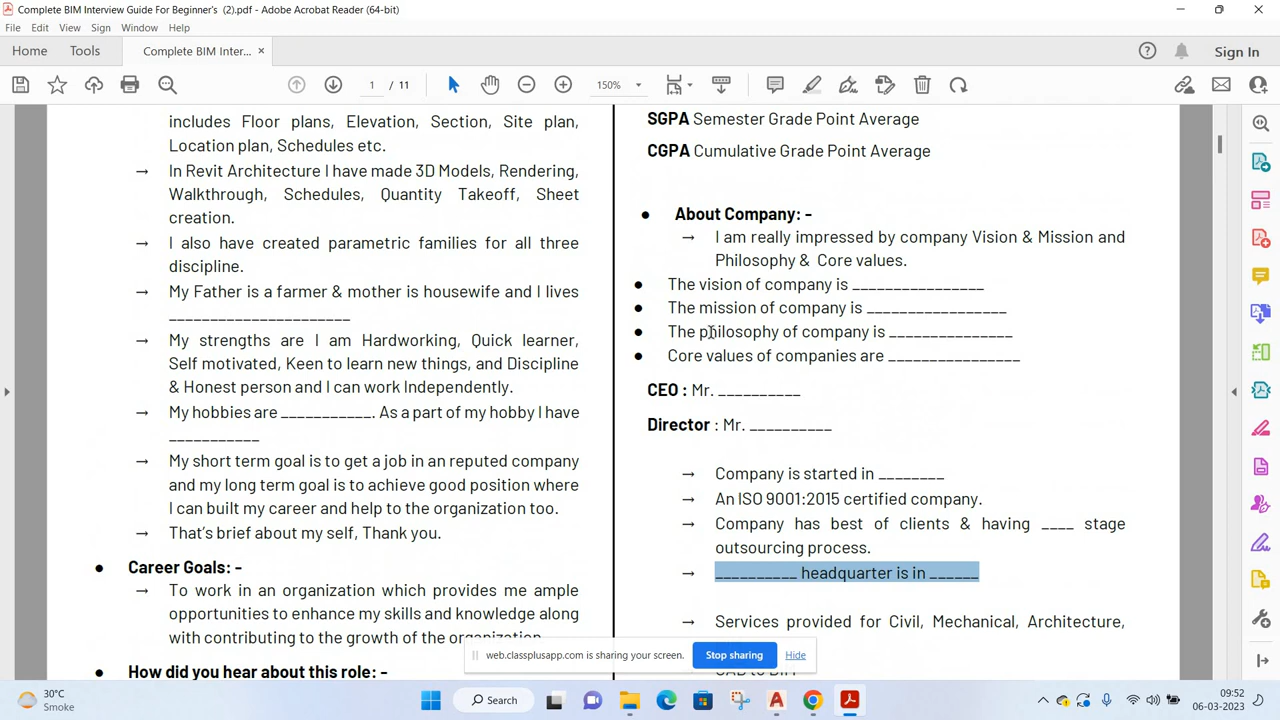 Complete BIM Interview Guide For Beginner's (2).pdf - Adobe Acrobat Reader (64-bit)
File Edit View Sign Window Help
Home Tools Complete BIM Inter... × Sign In
1 / 11 150%
includes Floor plans, Elevation, Section, Site plan,
Location plan, Schedules etc.
→ In Revit Architecture I have made 3D Models, Rendering,
Walkthrough, Schedules, Quantity Takeoff, Sheet
creation.
→ I also have created parametric families for all three
discipline.
→ My Father is a farmer & mother is housewife and I lives
_____________________
→ My strengths are I am Hardworking, Quick learner,
Self motivated, Keen to learn new things, and Discipline
& Honest person and I can work Independently.
→ My hobbies are ___________. As a part of my hobby I have
___________
→ My short term goal is to get a job in an reputed company
and my long term goal is to achieve good position where
I can built my career and help to the organization too.
→ That's brief about my self, Thank you.
● Career Goals: -
→ To work in an organization which provides me ample
opportunities to enhance my skills and knowledge along
with contributing to the growth of the organization
● How did you hear about this role: -
SGPA Semester Grade Point Average
CGPA Cumulative Grade Point Average
● About Company: -
→ I am really impressed by company Vision & Mission and
Philosophy & Core values.
● The vision of company is ________________
● The mission of company is _________________
● The philosophy of company is _______________
● Core values of companies are ________________
CEO : Mr. __________
Director : Mr. __________
→ Company is started in ________
→ An ISO 9001:2015 certified company.
→ Company has best of clients & having ____ stage
outsourcing process.
→ __________ headquarter is in ______
→ Services provided for Civil, Mechanical, Architecture,
CAD to BIM
web.classplusapp.com is sharing your screen. Stop sharing Hide
30°C
Smoke
Search
09:52
06-03-2023